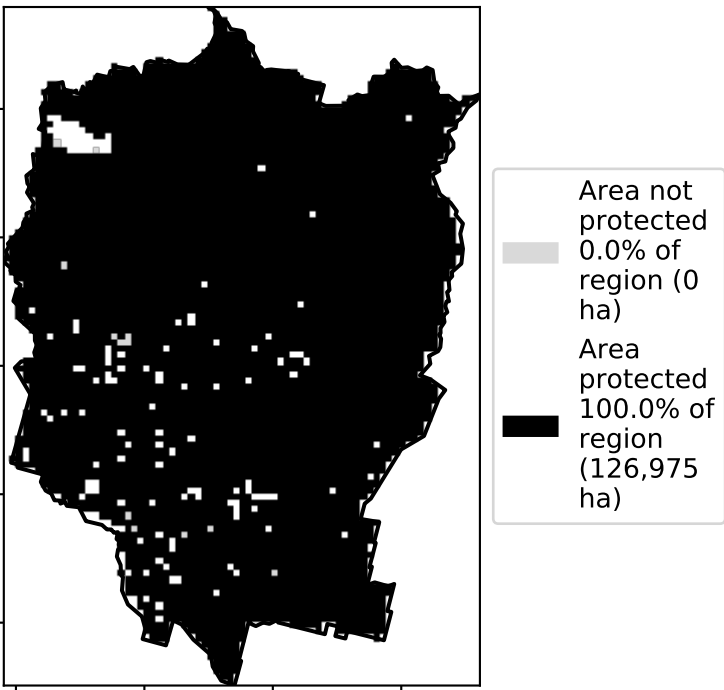 Area not
protected
0.0% of
region (0
ha)
Area
protected
100.0% of
region
(126,975
ha)